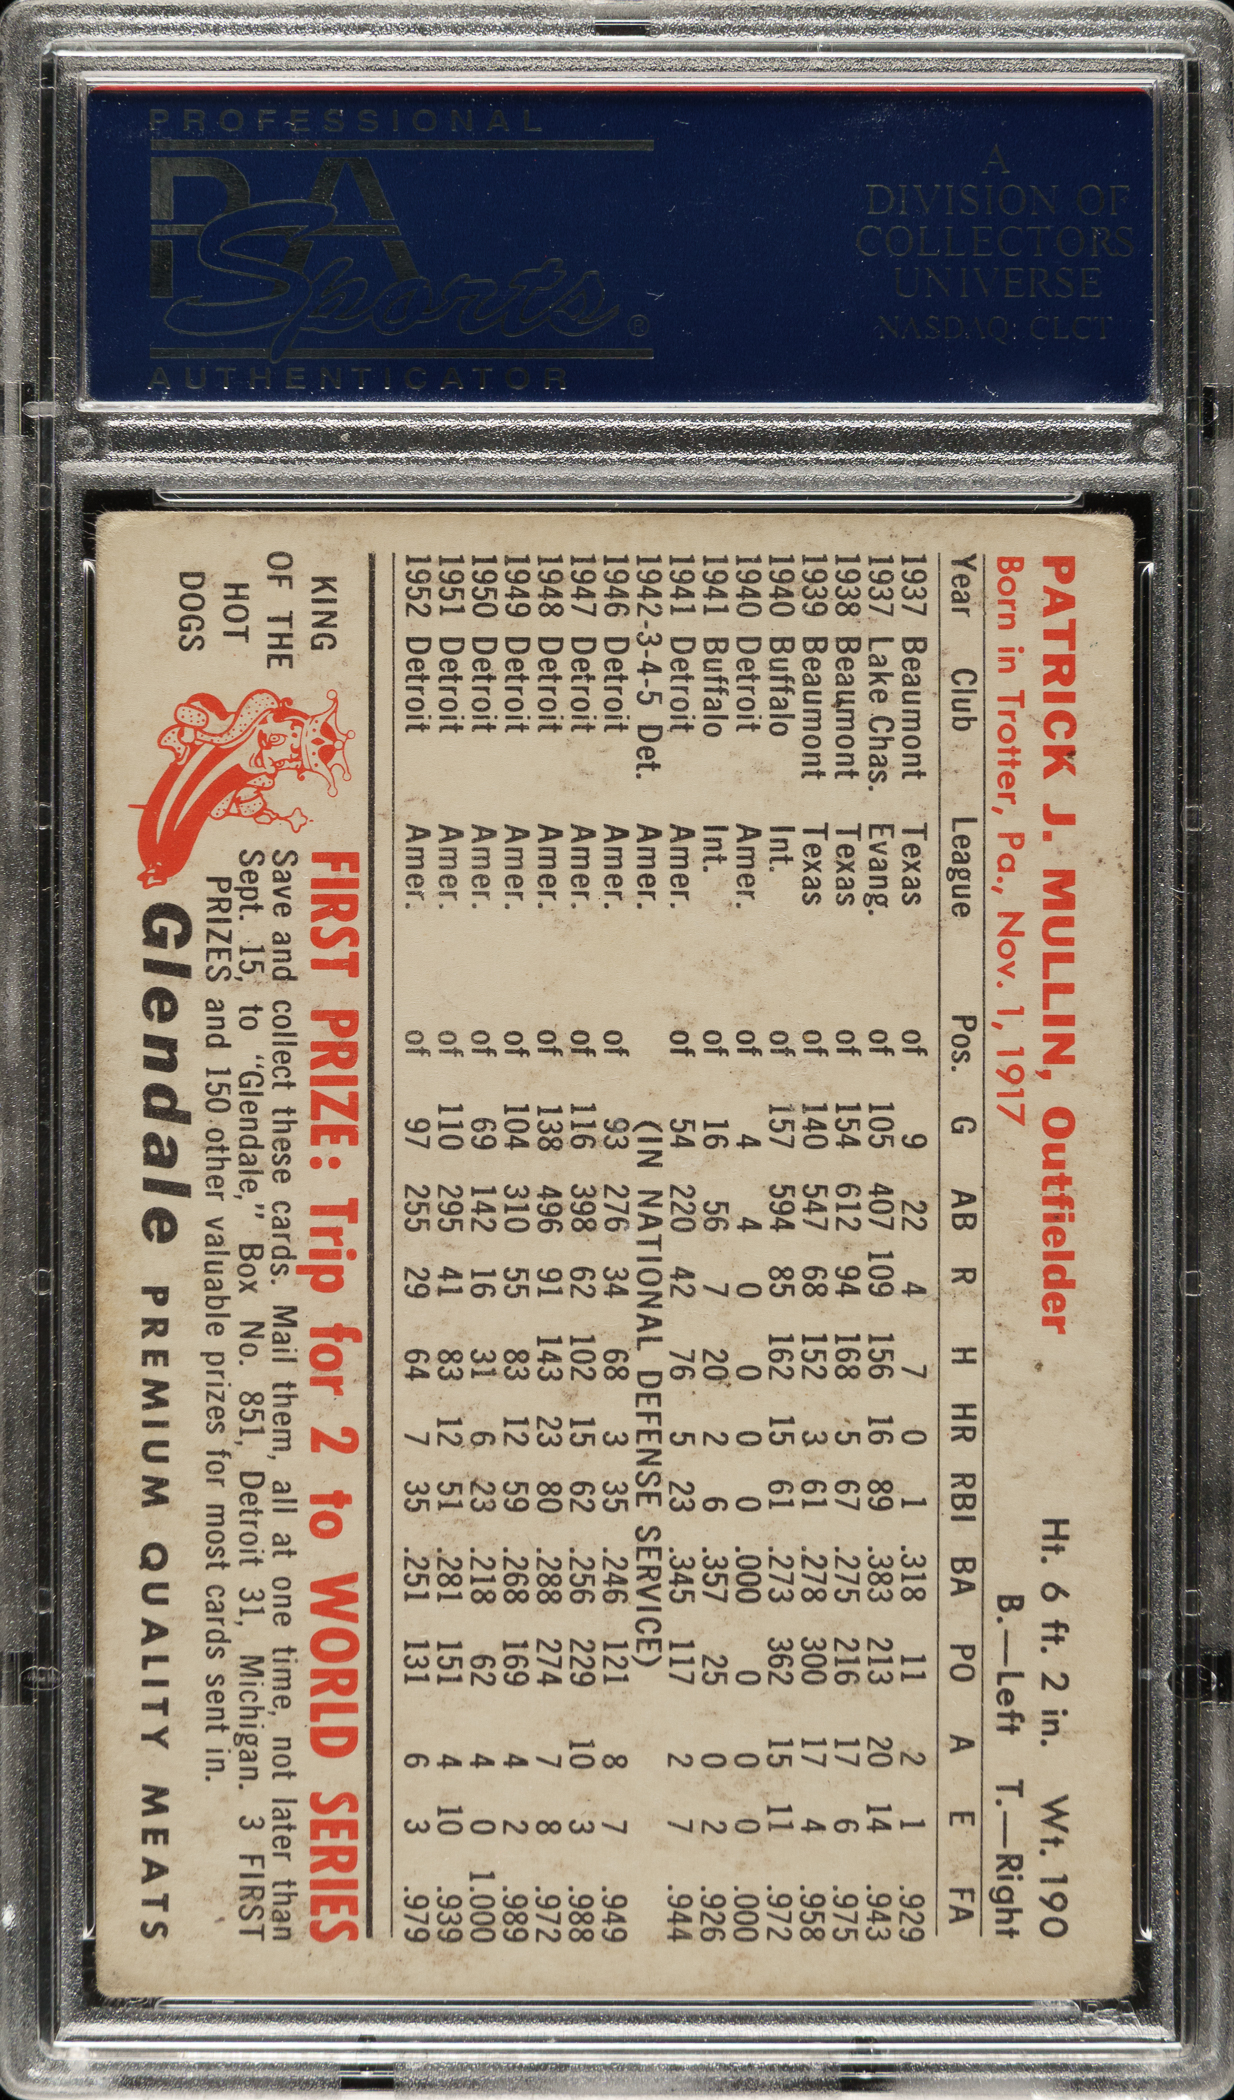 PROFESSIONAL
PSA
Sports®
AUTHENTICATOR
A
DIVISION OF
COLLECTORS
UNIVERSE
NASDAQ: CLCT
PATRICK J. MULLIN, Outfielder Ht. 6 ft. 2 in. Wt. 190
Born in Trotter, Pa., Nov. 1, 1917 B.—Left T.—Right
Year Club League Pos. G AB R H HR RBI BA PO A E FA
1937 Beaumont Texas of 9 22 4 7 0 1 .318 11 2 1 .929
1937 Lake Chas. Evang. of 105 407 109 156 16 89 .383 213 20 14 .943
1938 Beaumont Texas of 154 612 94 168 5 67 .275 216 17 6 .975
1939 Beaumont Texas of 140 547 68 152 3 61 .278 300 17 4 .958
1940 Buffalo Int. of 157 594 85 162 15 61 .273 362 15 11 .972
1940 Detroit Amer. of 4 4 0 0 0 0 .000 0 0 0 .000
1941 Buffalo Int. of 16 56 7 20 2 6 .357 25 0 2 .926
1941 Detroit Amer. of 54 220 42 76 5 23 .345 117 2 7 .944
1942-3-4-5 Det. Amer. (IN NATIONAL DEFENSE SERVICE)
1946 Detroit Amer. of 93 276 34 68 3 35 .246 121 8 7 .949
1947 Detroit Amer. of 116 398 62 102 15 62 .256 229 10 3 .988
1948 Detroit Amer. of 138 496 91 143 23 80 .288 274 7 8 .972
1949 Detroit Amer. of 104 310 55 83 12 59 .268 169 4 2 .989
1950 Detroit Amer. of 69 142 16 31 6 23 .218 62 4 0 1.000
1951 Detroit Amer. of 110 295 41 83 12 51 .281 151 4 10 .939
1952 Detroit Amer. of 97 255 29 64 7 35 .251 131 6 3 .979
KING
OF THE
HOT
DOGS
FIRST PRIZE: Trip for 2 to WORLD SERIES
Save and collect these cards. Mail them, all at one time, not later than
Sept. 15, to "Glendale," Box No. 851, Detroit 31, Michigan. 3 FIRST
PRIZES and 150 other valuable prizes for most cards sent in.
Glendale PREMIUM QUALITY MEATS